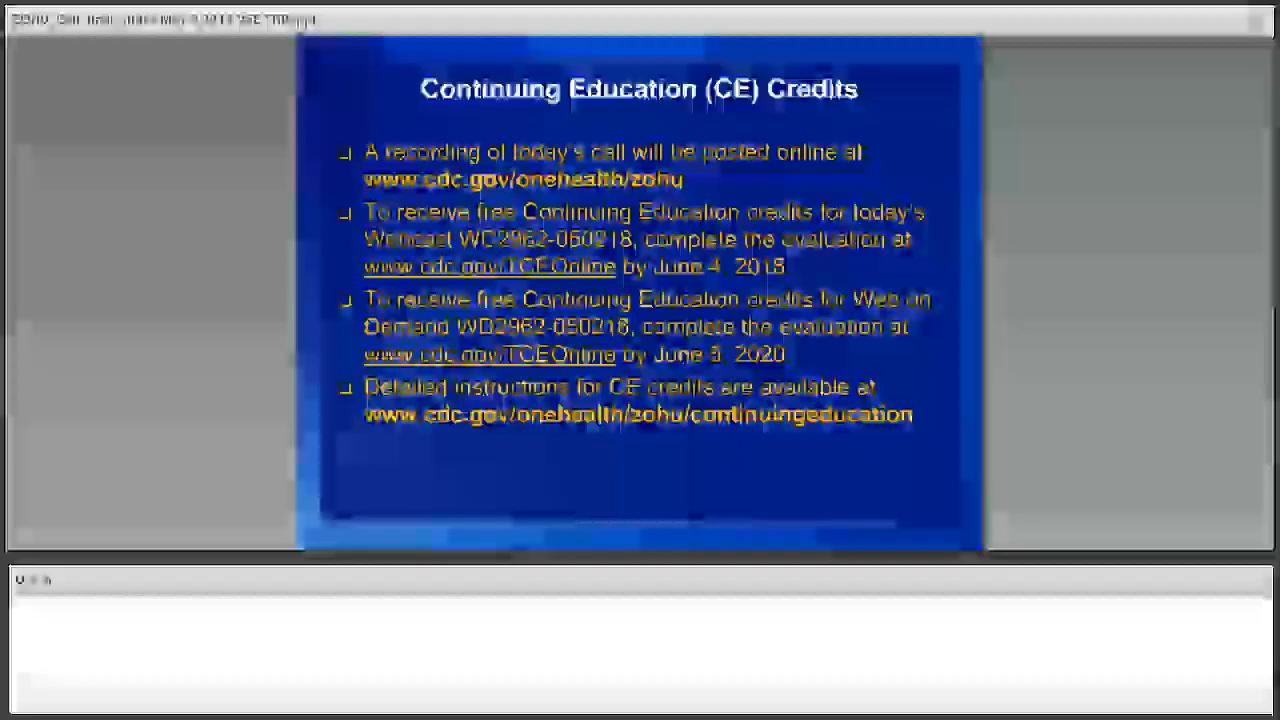 Continuing Education (CE) Credits
A recording of today's call will be posted online at
www.cdc.gov/onehealth/zohu
To receive free Continuing Education credits for today's
Webcast WC2962-050218, complete the evaluation at
www.cdc.gov/TCEOnline by June 4, 2018
To receive free Continuing Education credits for Web on
Demand WD2962-050218, complete the evaluation at
www.cdc.gov/TCEOnline by June 5, 2020
Detailed instructions for CE credits are available at
www.cdc.gov/onehealth/zohu/continuingeducation